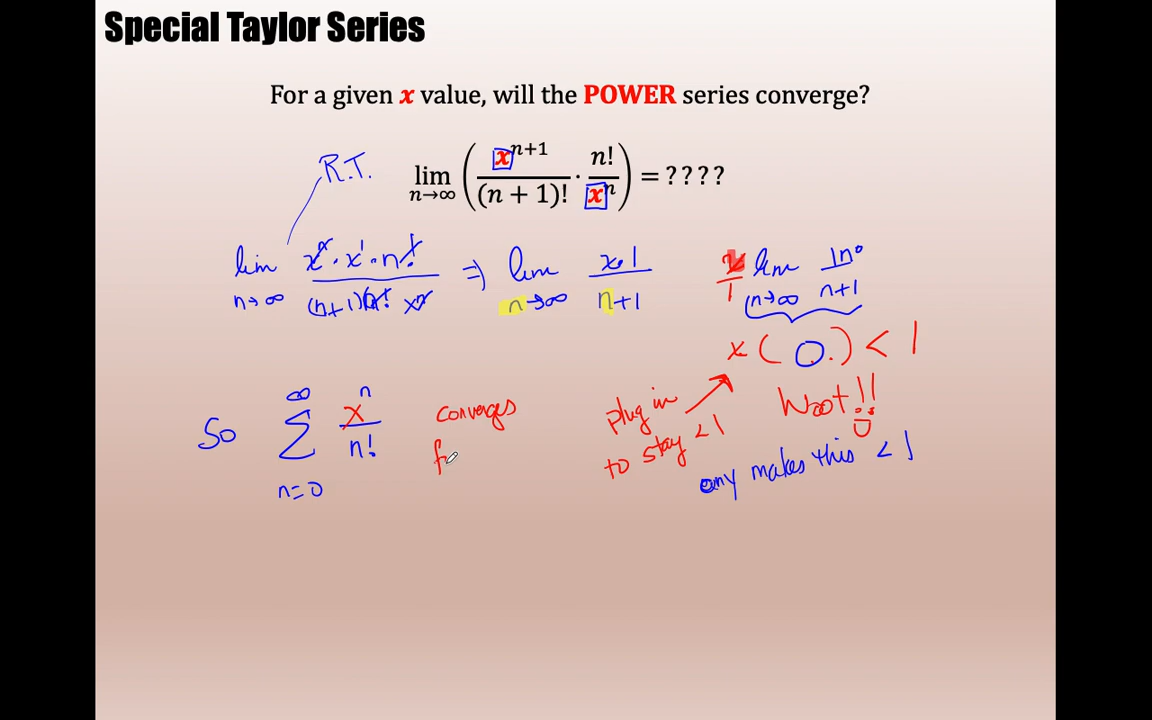 Special Taylor Series
For a given x value, will the POWER series converge?
R.T.
lim n→∞ ( x^{n+1} / (n + 1)! · n! / x^n ) = ????
lim n→∞ x^n · x^1 · n! / (n+1) n! x^n ⇒ lim n→∞ x·1 / n+1
x/1 lim n→∞ 1n^0 / n+1
x ( 0. ) < 1
So ∞ Σ n=0 x^n / n! converges
f
plug in
to stay < 1
Woot!!
any makes this < 1